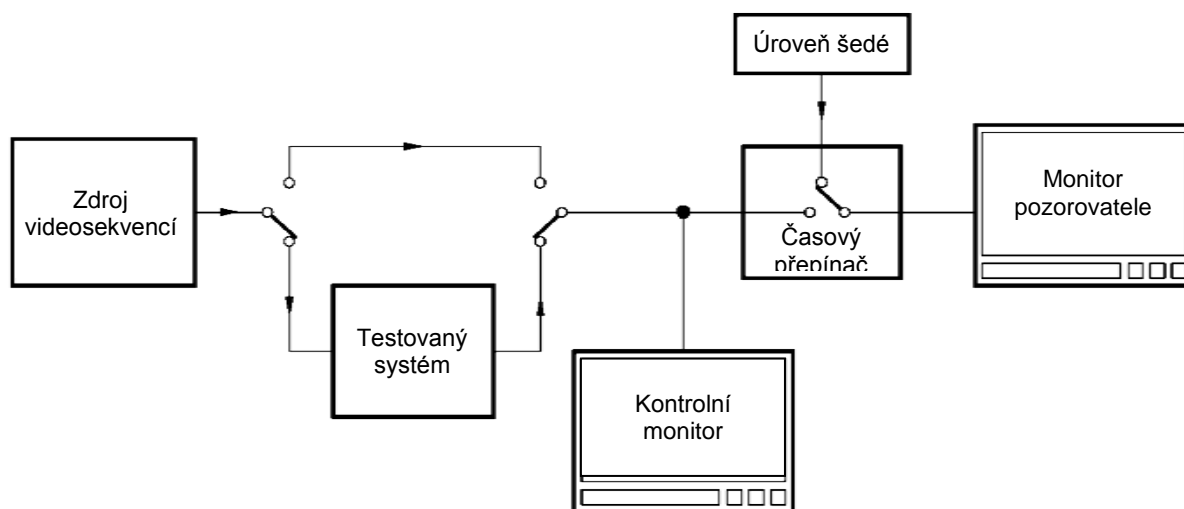 Úroveň šedé
Zdroj
videosekvencí
Monitor
pozorovatele
Časový
přepínač
Testovaný
systém
Kontrolní
monitor